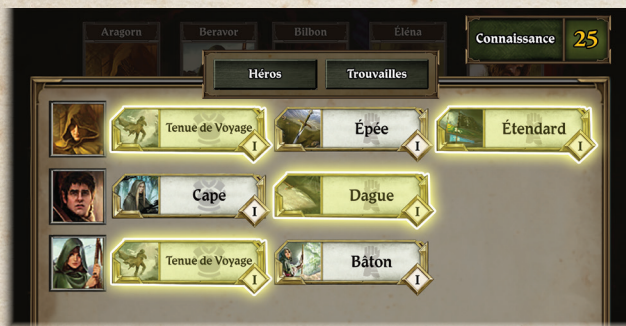 Aragorn Beravor Bilbon Éléna
Connaissance 25
Héros Trouvailles
Tenue de Voyage I Épée I Étendard I
Cape I Dague I
Tenue de Voyage I Bâton I